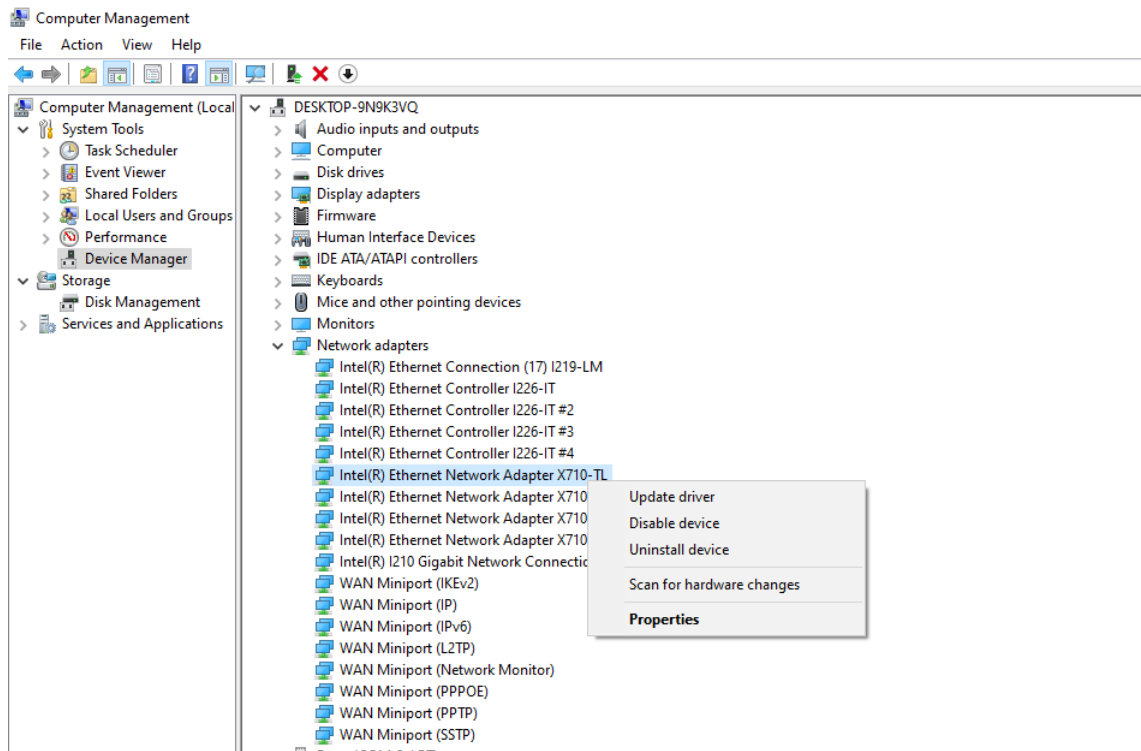 Computer Management
File Action View Help
Computer Management (Local
System Tools
Task Scheduler
Event Viewer
Shared Folders
Local Users and Groups
Performance
Device Manager
Storage
Disk Management
Services and Applications
DESKTOP-9N9K3VQ
Audio inputs and outputs
Computer
Disk drives
Display adapters
Firmware
Human Interface Devices
IDE ATA/ATAPI controllers
Keyboards
Mice and other pointing devices
Monitors
Network adapters
Intel(R) Ethernet Connection (17) I219-LM
Intel(R) Ethernet Controller I226-IT
Intel(R) Ethernet Controller I226-IT #2
Intel(R) Ethernet Controller I226-IT #3
Intel(R) Ethernet Controller I226-IT #4
Intel(R) Ethernet Network Adapter X710-TL
Intel(R) Ethernet Network Adapter X710
Intel(R) Ethernet Network Adapter X710
Intel(R) Ethernet Network Adapter X710
Intel(R) I210 Gigabit Network Connectio
WAN Miniport (IKEv2)
WAN Miniport (IP)
WAN Miniport (IPv6)
WAN Miniport (L2TP)
WAN Miniport (Network Monitor)
WAN Miniport (PPPOE)
WAN Miniport (PPTP)
WAN Miniport (SSTP)
Update driver
Disable device
Uninstall device
Scan for hardware changes
Properties